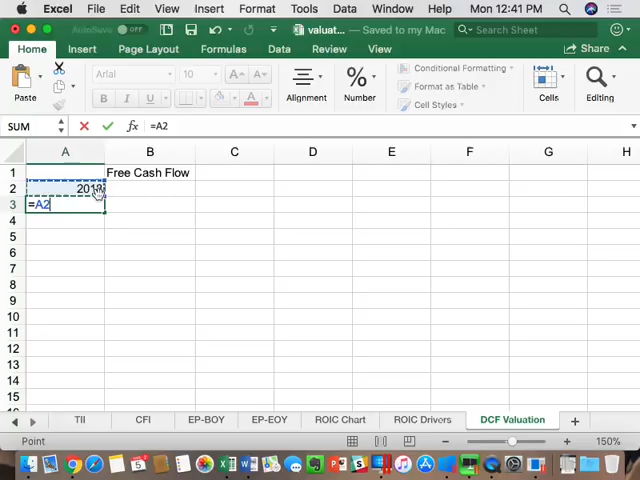 Excel File Edit View Insert Format Tools Data Window Help Mon 12:41 PM
AutoSave OFF valuat... — Saved to my Mac Search Sheet
Home Insert Page Layout Formulas Data Review View Share
Paste Arial 10 A A B I U Alignment % Number Conditional Formatting Format as Table Cell Styles Cells Editing
SUM fx =A2
A B C D E F G H
1 Free Cash Flow
2
3 =A2
4
5
6
7
8
9
10
11
12
13
14
15
16
TII CFI EP-BOY EP-EOY ROIC Chart ROIC Drivers DCF Valuation
Point 150%